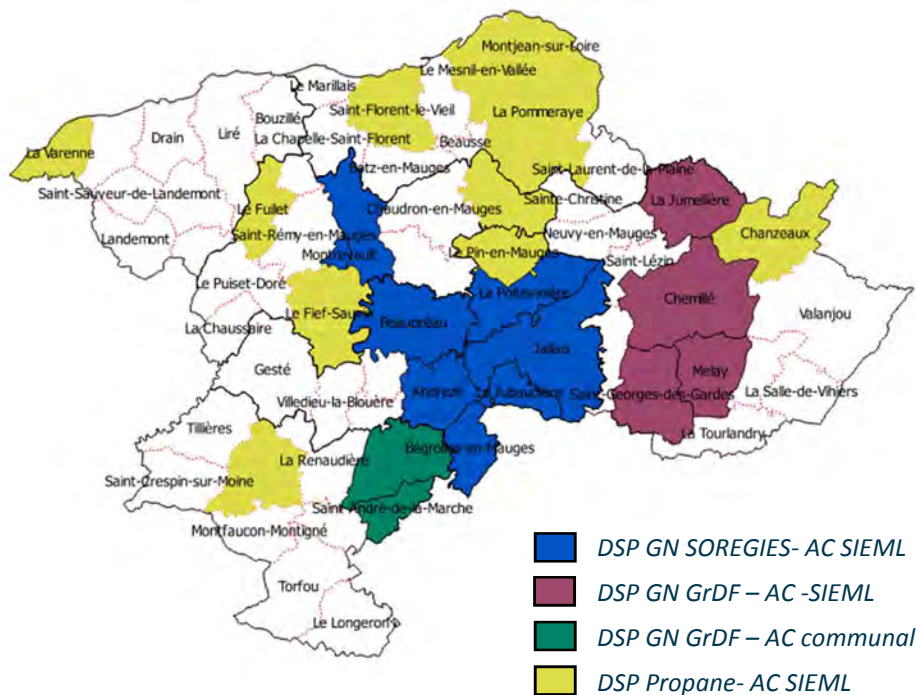 Montjean-sur-Loire
Le Mesnil-en-Vallée
Le Marillais
Saint-Florent-le-Vieil
La Pommeraye
Bouzillé
Drain
Liré
La Chapelle-Saint-Florent
Beausse
La Varenne
Botz-en-Mauges
Saint-Laurent-de-la-Plaine
Saint-Sauveur-de-Landemont
Sainte-Christine
La Jumellière
Le Fuilet
Chaudron-en-Mauges
Landemont
Saint-Rémy-en-Mauges
Neuvy-en-Mauges
Chanzeaux
Montrevault
Le Pin-en-Mauges
Saint-Lézin
Le Puiset-Doré
La Poitevinière
Chemillé
Le Fief-Sauvin
Valanjou
La Chaussaire
Beaupréau
Jallais
Gesté
Melay
Andrezé
La Jubaudière
Saint-Georges-des-Gardes
La Salle-de-Vihiers
Villedieu-la-Blouère
Tillières
La Tourlandry
Bégrolles-en-Mauges
La Renaudière
Saint-Crespin-sur-Moine
Saint-André-de-la-Marche
Montfaucon-Montigné
Torfou
Le Longeron
DSP GN SOREGIES- AC SIEML
DSP GN GrDF – AC -SIEML
DSP GN GrDF – AC communal
DSP Propane- AC SIEML